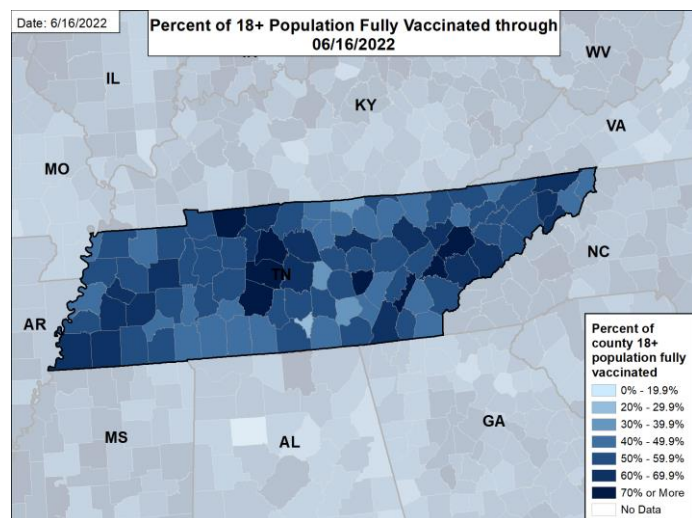 Date: 6/16/2022
Percent of 18+ Population Fully Vaccinated through
06/16/2022
WV
IL
KY
VA
MO
NC
TN
AR
MS
AL
GA
Percent of
county 18+
population fully
vaccinated
0% - 19.9%
20% - 29.9%
30% - 39.9%
40% - 49.9%
50% - 59.9%
60% - 69.9%
70% or More
No Data